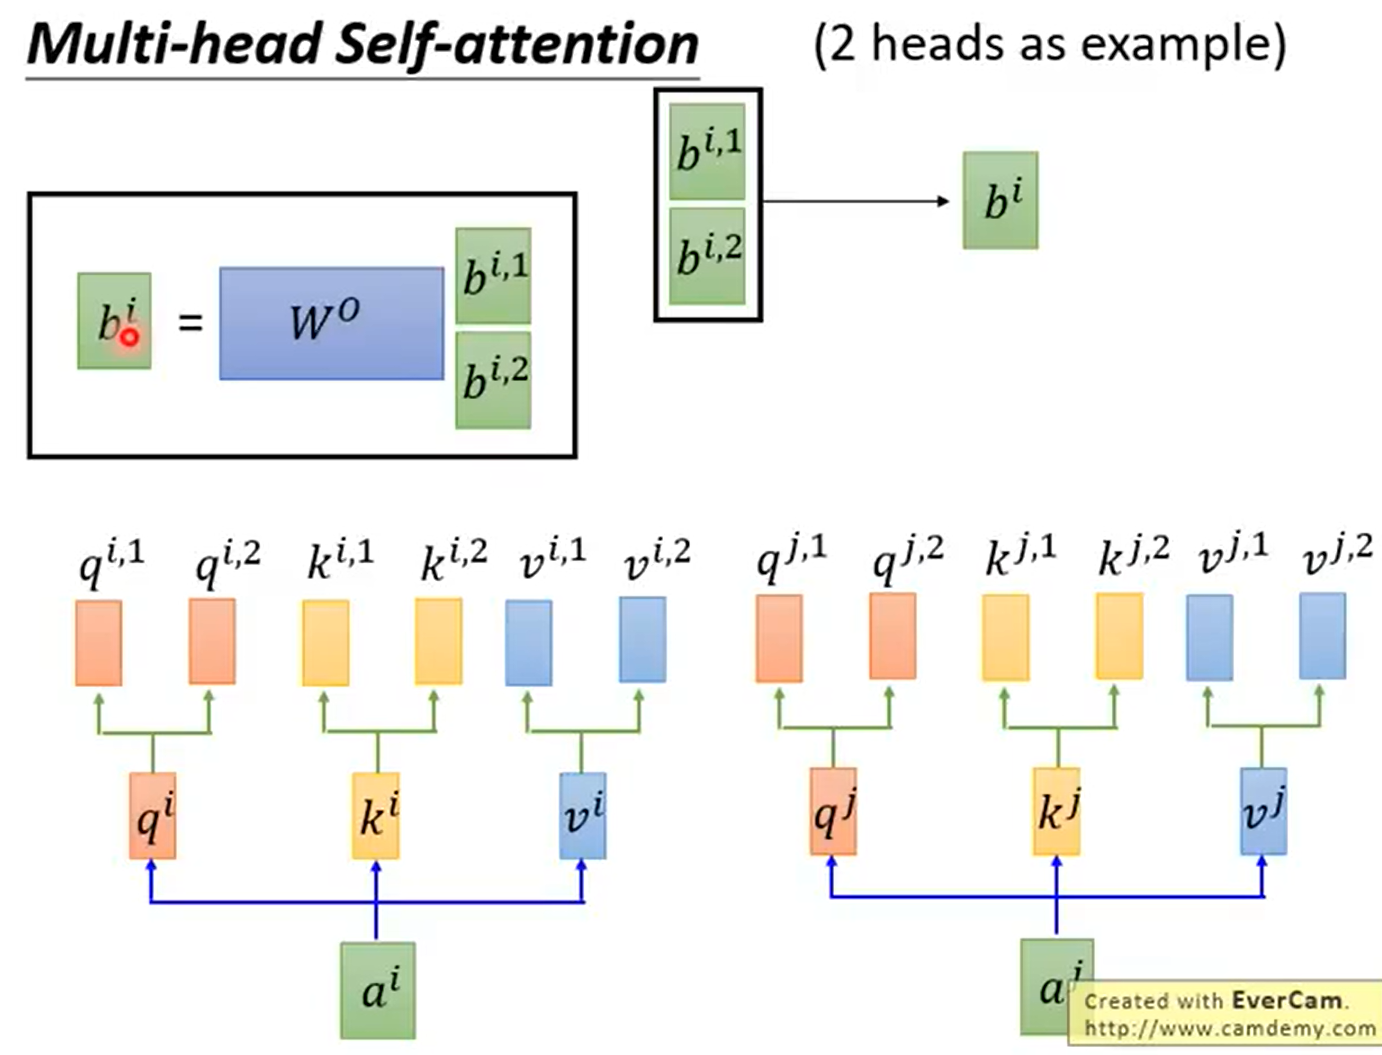 Multi-head Self-attention (2 heads as example)
b^{i,1}
b^{i,2}
b^i
b^i = W^O b^{i,1}
b^{i,2}
q^{i,1} q^{i,2} k^{i,1} k^{i,2} v^{i,1} v^{i,2} q^{j,1} q^{j,2} k^{j,1} k^{j,2} v^{j,1} v^{j,2}
q^i k^i v^i q^j k^j v^j
a^i a^j
Created with EverCam.
http://www.camdemy.com